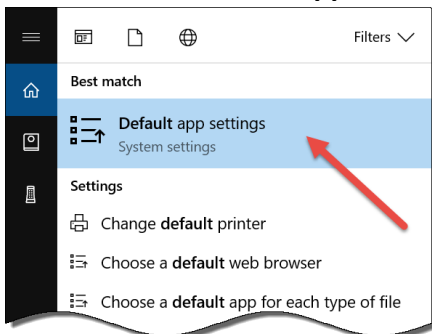 Filters
Best match
Default app settings
System settings
Settings
Change default printer
Choose a default web browser
Choose a default app for each type of file